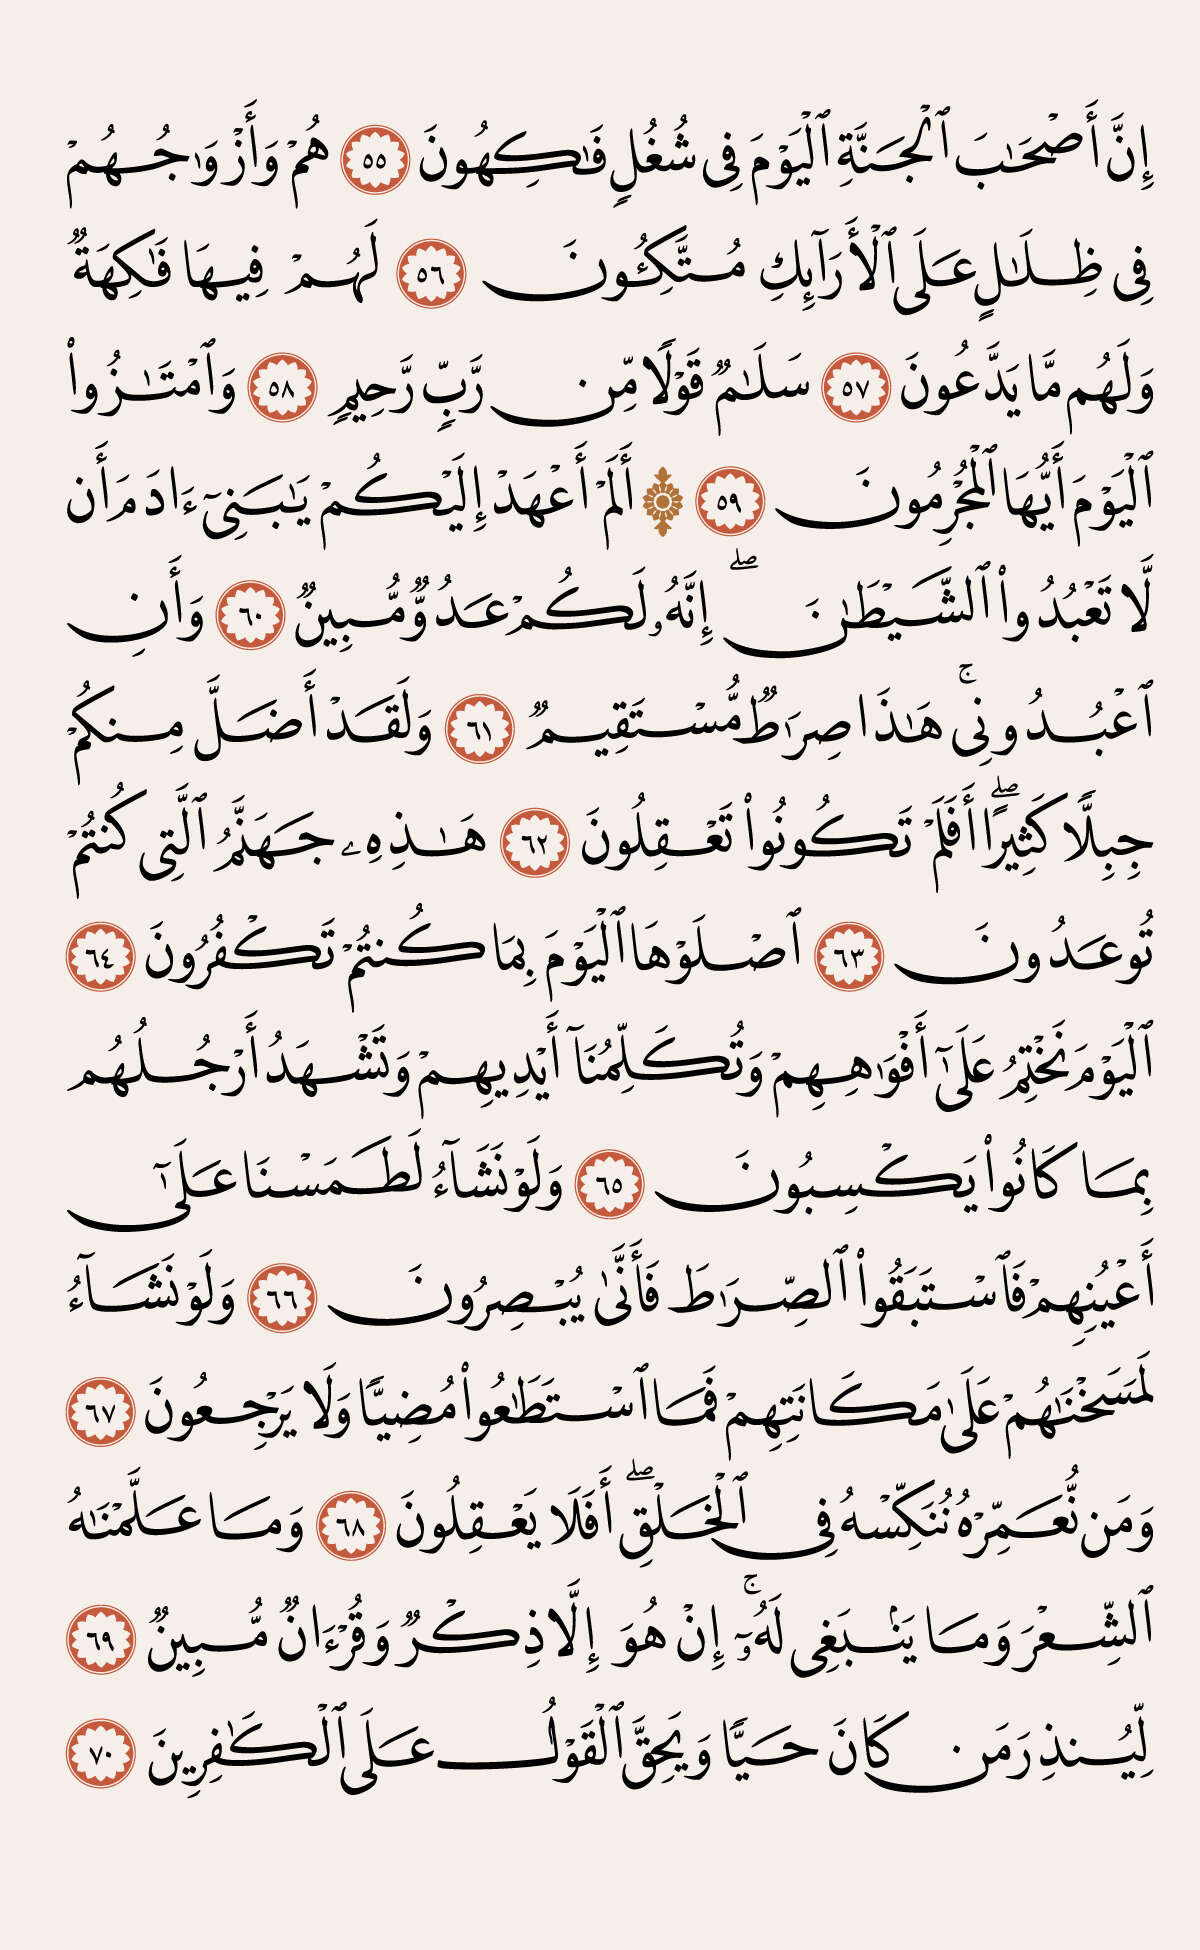 إِنَّ أَصْحَٰبَ ٱلْجَنَّةِ ٱلْيَوْمَ فِى شُغُلٍ فَٰكِهُونَ ٥٥ هُمْ وَأَزْوَٰجُهُمْ
فِى ظِلَٰلٍ عَلَى ٱلْأَرَآئِكِ مُتَّكِـُٔونَ ٥٦ لَهُمْ فِيهَا فَٰكِهَةٌ
وَلَهُم مَّا يَدَّعُونَ ٥٧ سَلَٰمٌ قَوْلًا مِّن رَّبٍّ رَّحِيمٍ ٥٨ وَٱمْتَٰزُوا۟
ٱلْيَوْمَ أَيُّهَا ٱلْمُجْرِمُونَ ٥٩ ۞ أَلَمْ أَعْهَدْ إِلَيْكُمْ يَٰبَنِىٓ ءَادَمَ أَن
لَّا تَعْبُدُوا۟ ٱلشَّيْطَٰنَ ۖ إِنَّهُۥ لَكُمْ عَدُوٌّ مُّبِينٌ ٦٠ وَأَنِ
ٱعْبُدُونِى ۚ هَٰذَا صِرَٰطٌ مُّسْتَقِيمٌ ٦١ وَلَقَدْ أَضَلَّ مِنكُمْ
جِبِلًّا كَثِيرًا ۖ أَفَلَمْ تَكُونُوا۟ تَعْقِلُونَ ٦٢ هَٰذِهِۦ جَهَنَّمُ ٱلَّتِى كُنتُمْ
تُوعَدُونَ ٦٣ ٱصْلَوْهَا ٱلْيَوْمَ بِمَا كُنتُمْ تَكْفُرُونَ ٦٤
ٱلْيَوْمَ نَخْتِمُ عَلَىٰٓ أَفْوَٰهِهِمْ وَتُكَلِّمُنَآ أَيْدِيهِمْ وَتَشْهَدُ أَرْجُلُهُم
بِمَا كَانُوا۟ يَكْسِبُونَ ٦٥ وَلَوْ نَشَآءُ لَطَمَسْنَا عَلَىٰٓ
أَعْيُنِهِمْ فَٱسْتَبَقُوا۟ ٱلصِّرَٰطَ فَأَنَّىٰ يُبْصِرُونَ ٦٦ وَلَوْ نَشَآءُ
لَمَسَخْنَٰهُمْ عَلَىٰ مَكَانَتِهِمْ فَمَا ٱسْتَطَٰعُوا۟ مُضِيًّا وَلَا يَرْجِعُونَ ٦٧
وَمَن نُّعَمِّرْهُ نُنَكِّسْهُ فِى ٱلْخَلْقِ ۖ أَفَلَا يَعْقِلُونَ ٦٨ وَمَا عَلَّمْنَٰهُ
ٱلشِّعْرَ وَمَا يَنۢبَغِى لَهُۥٓ ۚ إِنْ هُوَ إِلَّا ذِكْرٌ وَقُرْءَانٌ مُّبِينٌ ٦٩
لِّيُنذِرَ مَن كَانَ حَيًّا وَيَحِقَّ ٱلْقَوْلُ عَلَى ٱلْكَٰفِرِينَ ٧٠